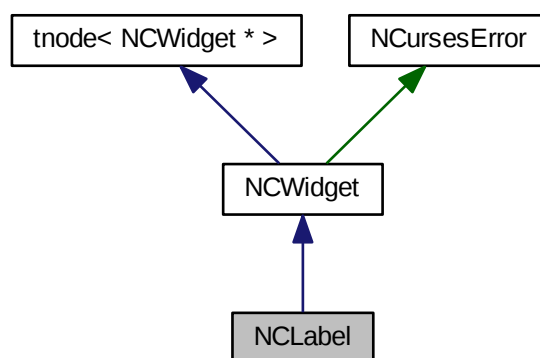 tnode< NCWidget * >
NCursesError
NCWidget
NCLabel